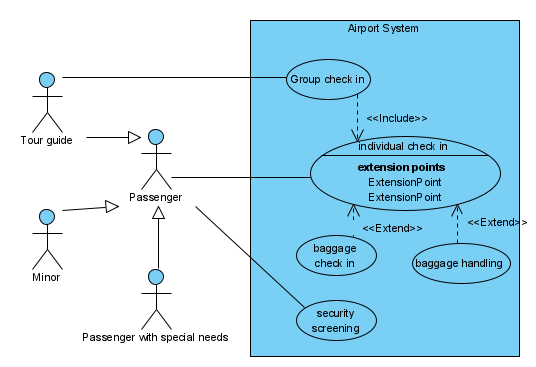 Airport System
Group check in
<<Include>>
Tour guide
individual check in
extension points
ExtensionPoint
ExtensionPoint
Passenger
<<Extend>>
<<Extend>>
baggage
check in
baggage handling
Minor
security
screening
Passenger with special needs